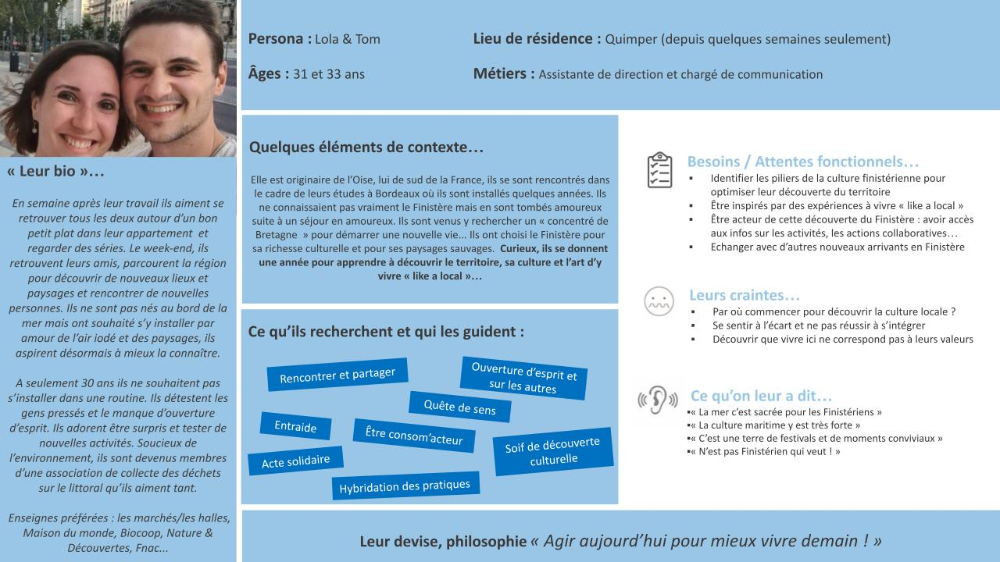 Persona : Lola & Tom
Lieu de résidence : Quimper (depuis quelques semaines seulement)
Âges : 31 et 33 ans
Métiers : Assistante de direction et chargé de communication
« Leur bio »…
En semaine après leur travail ils aiment se
retrouver tous les deux autour d’un bon
petit plat dans leur appartement et
regarder des séries. Le week-end, ils
retrouvent leurs amis, parcourent la région
pour découvrir de nouveaux lieux et
paysages et rencontrer de nouvelles
personnes. Ils ne sont pas nés au bord de la
mer mais ont souhaité s’y installer par
amour de l’air iodé et des paysages, ils
aspirent désormais à mieux la connaître.
A seulement 30 ans ils ne souhaitent pas
s’installer dans une routine. Ils détestent les
gens pressés et le manque d’ouverture
d’esprit. Ils adorent être surpris et tester de
nouvelles activités. Soucieux de
l’environnement, ils sont devenus membres
d’une association de collecte des déchets
sur le littoral qu’ils aiment tant.
Enseignes préférées : les marchés/les halles,
Maison du monde, Biocoop, Nature &
Découvertes, Fnac...
Quelques éléments de contexte…
Elle est originaire de l’Oise, lui de sud de la France, ils se sont rencontrés dans
le cadre de leurs études à Bordeaux où ils sont installés quelques années. Ils
ne connaissaient pas vraiment le Finistère mais en sont tombés amoureux
suite à un séjour en amoureux. Ils sont venus y rechercher un « concentré de
Bretagne » pour démarrer une nouvelle vie... Ils ont choisi le Finistère pour
sa richesse culturelle et pour ses paysages sauvages. Curieux, ils se donnent
une année pour apprendre à découvrir le territoire, sa culture et l’art d’y
vivre « like a local »…
Ce qu’ils recherchent et qui les guident :
Rencontrer et partager
Ouverture d’esprit et
sur les autres
Quête de sens
Entraide
Être consom’acteur
Soif de découverte
culturelle
Acte solidaire
Hybridation des pratiques
Besoins / Attentes fonctionnels…
▪ Identifier les piliers de la culture finistérienne pour
optimiser leur découverte du territoire
▪ Être inspirés par des expériences à vivre « like a local »
▪ Être acteur de cette découverte du Finistère : avoir accès
aux infos sur les activités, les actions collaboratives…
▪ Echanger avec d’autres nouveaux arrivants en Finistère
Leurs craintes…
▪ Par où commencer pour découvrir la culture locale ?
▪ Se sentir à l’écart et ne pas réussir à s’intégrer
▪ Découvrir que vivre ici ne correspond pas à leurs valeurs
Ce qu’on leur a dit…
▪« La mer c’est sacrée pour les Finistériens »
▪« La culture maritime y est très forte »
▪« C’est une terre de festivals et de moments conviviaux »
▪« N’est pas Finistérien qui veut ! »
Leur devise, philosophie « Agir aujourd’hui pour mieux vivre demain ! »